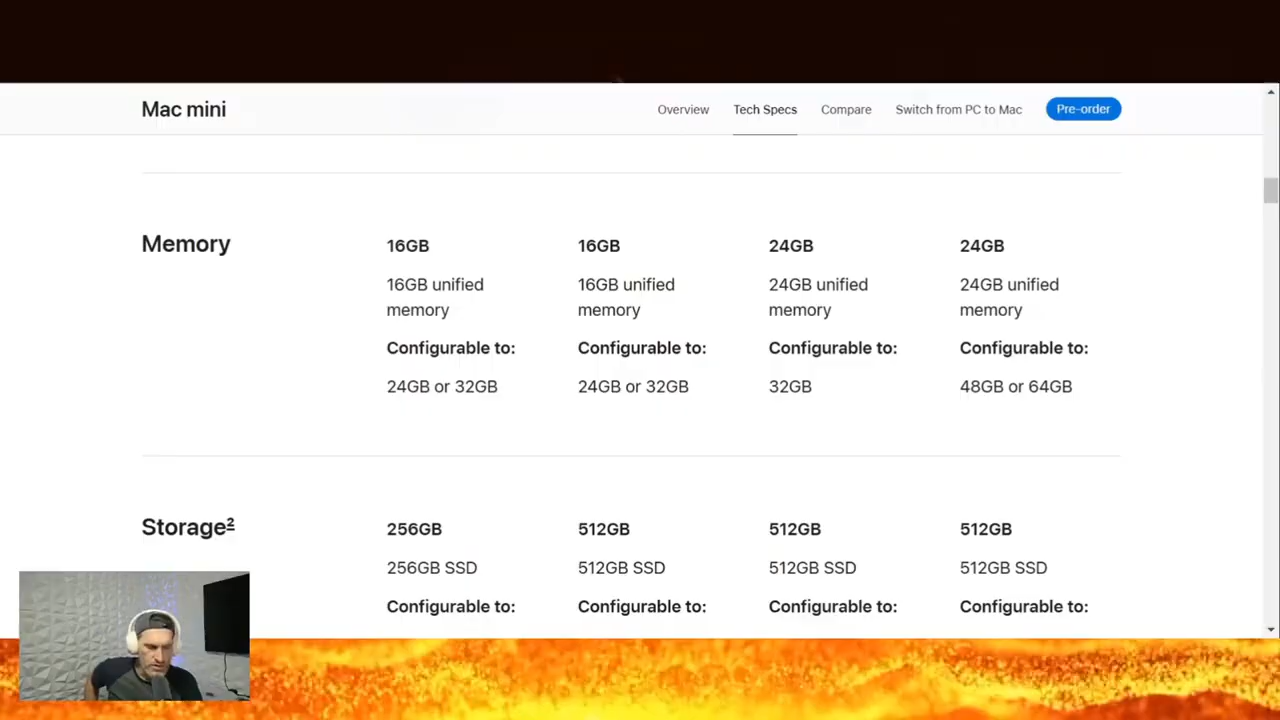 Mac mini
Overview
Tech Specs
Compare
Switch from PC to Mac
Pre-order
Memory
16GB
16GB unified
memory
Configurable to:
24GB or 32GB
16GB
16GB unified
memory
Configurable to:
24GB or 32GB
24GB
24GB unified
memory
Configurable to:
32GB
24GB
24GB unified
memory
Configurable to:
48GB or 64GB
Storage²
256GB
256GB SSD
Configurable to:
512GB
512GB SSD
Configurable to:
512GB
512GB SSD
Configurable to:
512GB
512GB SSD
Configurable to: